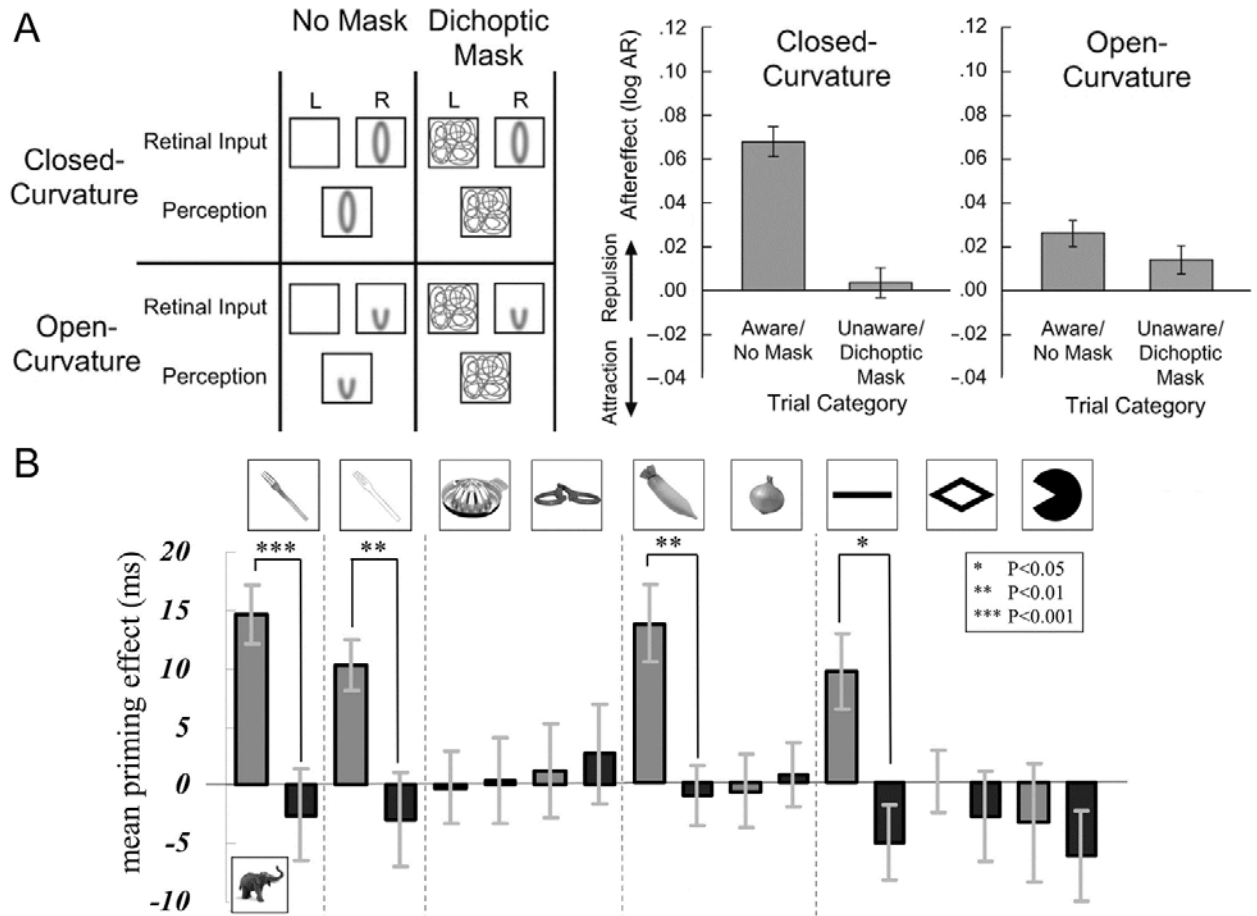 A
No Mask
Dichoptic
Mask
L R L R
Closed-
Curvature
Retinal Input
Perception
Open-
Curvature
Retinal Input
Perception
Aftereffect (log AR)
Repulsion
Attraction
Closed-
Curvature
.12
.10
.08
.06
.04
.02
.00
–.02
–.04
Aware/
No Mask
Unaware/
Dichoptic
Mask
Trial Category
Open-
Curvature
.12
.10
.08
.06
.04
.02
.00
–.02
–.04
Aware/
No Mask
Unaware/
Dichoptic
Mask
Trial Category
B
mean priming effect (ms)
20
15
10
5
0
-5
-10
***
**
**
*
* P<0.05
** P<0.01
*** P<0.001